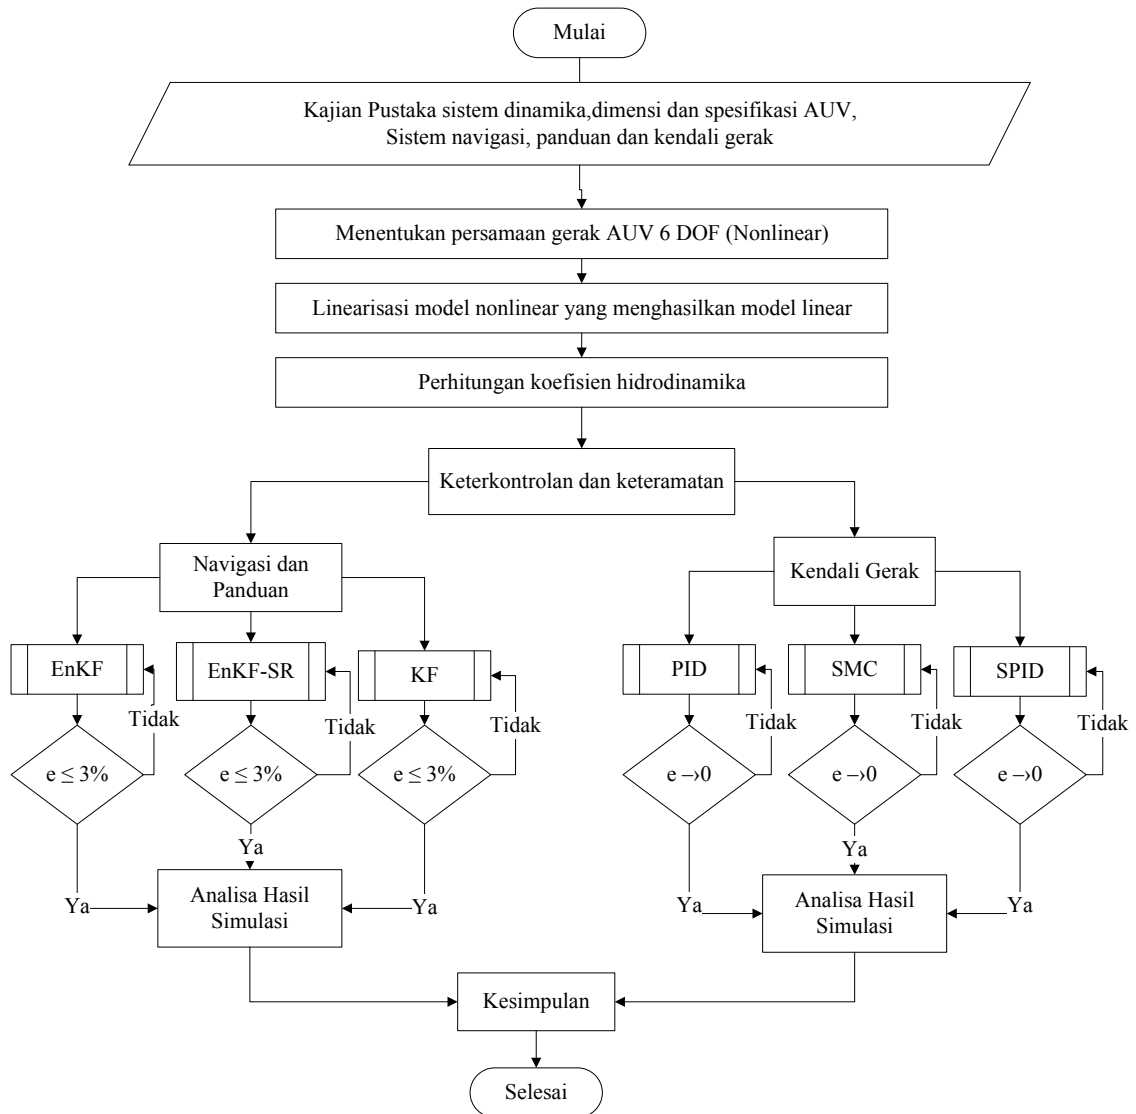 Mulai
Kajian Pustaka sistem dinamika,dimensi dan spesifikasi AUV,
Sistem navigasi, panduan dan kendali gerak
Menentukan persamaan gerak AUV 6 DOF (Nonlinear)
Linearisasi model nonlinear yang menghasilkan model linear
Perhitungan koefisien hidrodinamika
Keterkontrolan dan keteramatan
Navigasi dan
Panduan
EnKF
EnKF-SR
KF
Tidak
Tidak
Tidak
e ≤ 3%
e ≤ 3%
e ≤ 3%
Ya
Ya
Ya
Analisa Hasil
Simulasi
Kendali Gerak
PID
SMC
SPID
Tidak
Tidak
Tidak
e →0
e →0
e →0
Ya
Ya
Ya
Analisa Hasil
Simulasi
Kesimpulan
Selesai